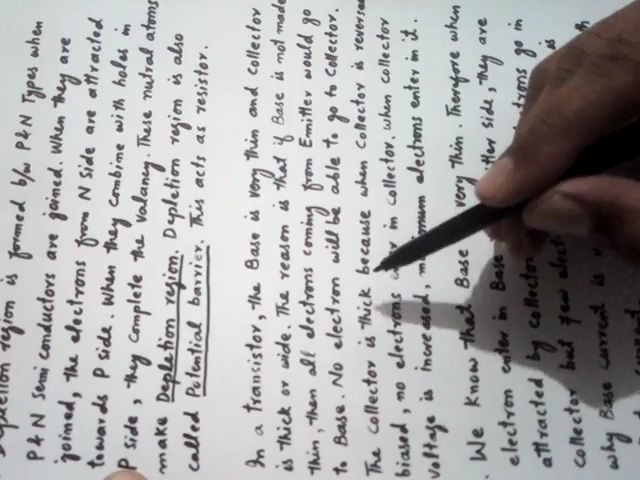 Depletion region is formed b/w P&N Types when
P&N Semi conductors are joined. When they are
joined, the electrons from N side are attracted
towards P side. When they combine with holes in
P side, they complete the valancy. These nutral atoms
make Depletion region. Depletion region is also
called Potential barrier. This acts as resistor.
In a transistor, the Base is very thin and collector
is thick or wide. The reason is that if Base is not made
thin, then all electrons coming from Emitter would go
to Base. No electron will be able to go to Collector.
The Collector is thick because when Collector is reverse
biased, no electrons in collector. when collector
voltage is increased, electrons enter in it.
We know that Base very thin. Therefore when
electron enter in Base side, they are
attracted by collector go in
collector but few is
why Base current is